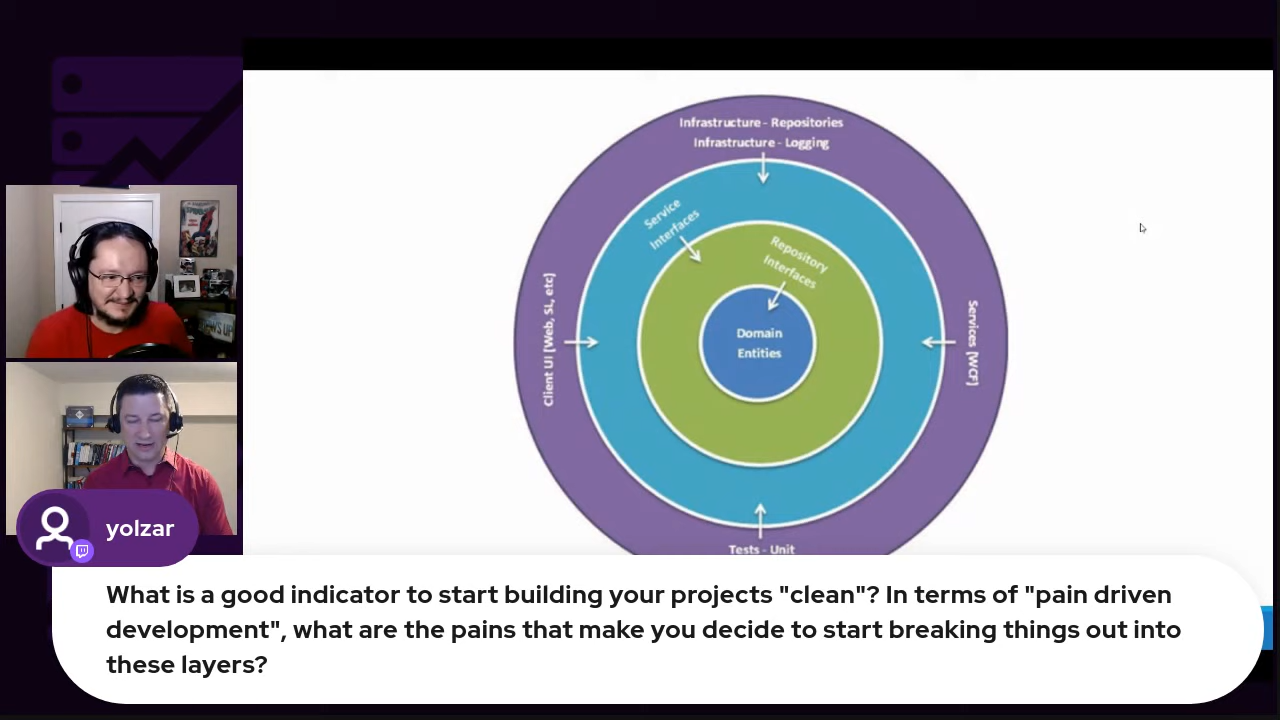 Infrastructure - Repositories
Infrastructure - Logging
Service
Interfaces
Repository
Interfaces
Client UI [Web, SL, etc]
Domain
Entities
Services [WCF]
Tests - Unit
yolzar
What is a good indicator to start building your projects "clean"? In terms of "pain driven
development", what are the pains that make you decide to start breaking things out into
these layers?